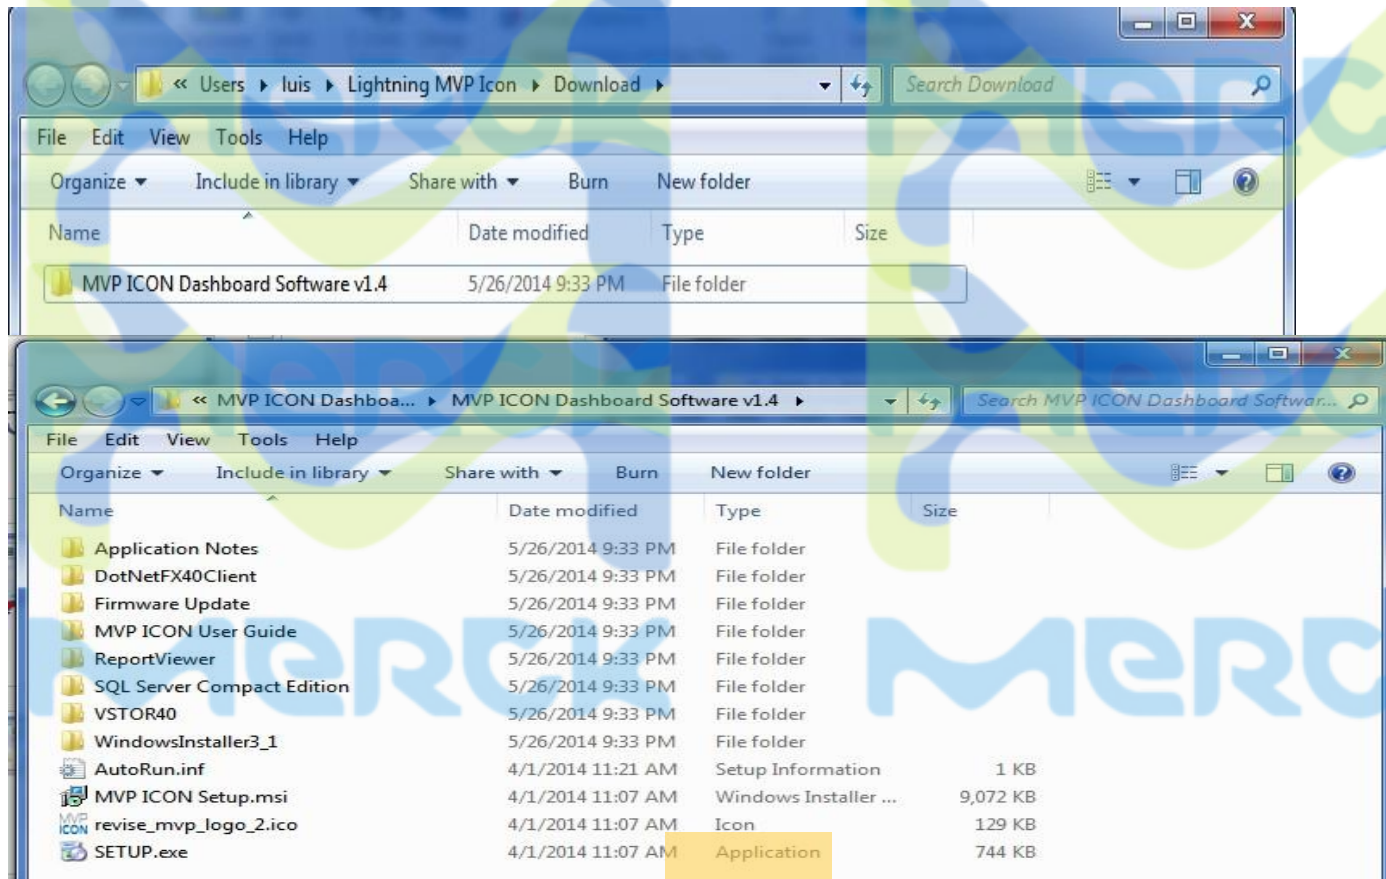 « Users ▸ luis ▸ Lightning MVP Icon ▸ Download ▸ Search Download
File Edit View Tools Help
Organize ▼ Include in library ▼ Share with ▼ Burn New folder
Name Date modified Type Size
MVP ICON Dashboard Software v1.4 5/26/2014 9:33 PM File folder
« MVP ICON Dashboa... ▸ MVP ICON Dashboard Software v1.4 ▸ Search MVP ICON Dashboard Softwar...
File Edit View Tools Help
Organize ▼ Include in library ▼ Share with ▼ Burn New folder
Name Date modified Type Size
Application Notes 5/26/2014 9:33 PM File folder
DotNetFX40Client 5/26/2014 9:33 PM File folder
Firmware Update 5/26/2014 9:33 PM File folder
MVP ICON User Guide 5/26/2014 9:33 PM File folder
ReportViewer 5/26/2014 9:33 PM File folder
SQL Server Compact Edition 5/26/2014 9:33 PM File folder
VSTOR40 5/26/2014 9:33 PM File folder
WindowsInstaller3_1 5/26/2014 9:33 PM File folder
AutoRun.inf 4/1/2014 11:21 AM Setup Information 1 KB
MVP ICON Setup.msi 4/1/2014 11:07 AM Windows Installer ... 9,072 KB
MVP ICON revise_mvp_logo_2.ico 4/1/2014 11:07 AM Icon 129 KB
SETUP.exe 4/1/2014 11:07 AM Application 744 KB
Merck
Merc
Merck
Merc